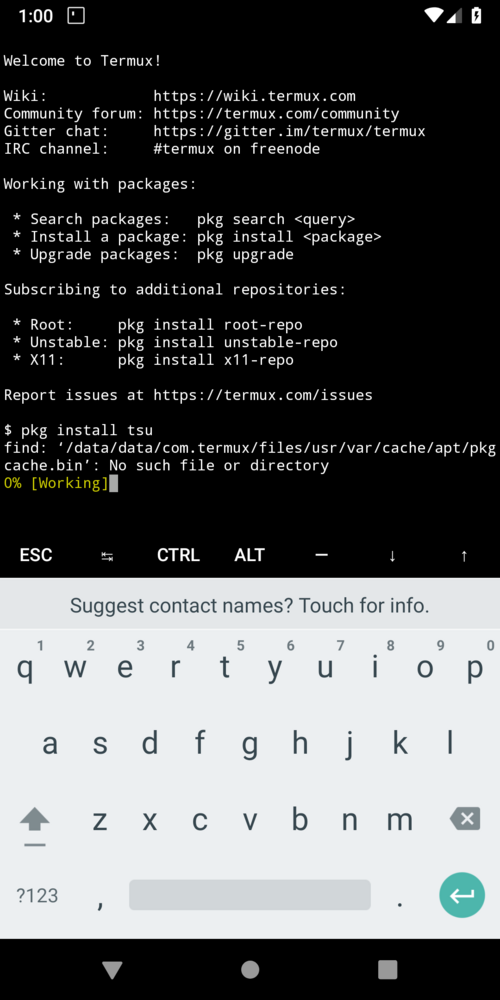 1:00
Welcome to Termux!
Wiki:            https://wiki.termux.com
Community forum: https://termux.com/community
Gitter chat:     https://gitter.im/termux/termux
IRC channel:     #termux on freenode
Working with packages:
* Search packages:   pkg search <query>
* Install a package: pkg install <package>
* Upgrade packages:  pkg upgrade
Subscribing to additional repositories:
* Root:     pkg install root-repo
* Unstable: pkg install unstable-repo
* X11:      pkg install x11-repo
Report issues at https://termux.com/issues
$ pkg install tsu
find: ‘/data/data/com.termux/files/usr/var/cache/apt/pkg
cache.bin’: No such file or directory
0% [Working]
ESC ⇆ CTRL ALT — ↓ ↑
Suggest contact names? Touch for info.
1 2 3 4 5 6 7 8 9 0
q w e r t y u i o p
a s d f g h j k l
z x c v b n m
?123 , .